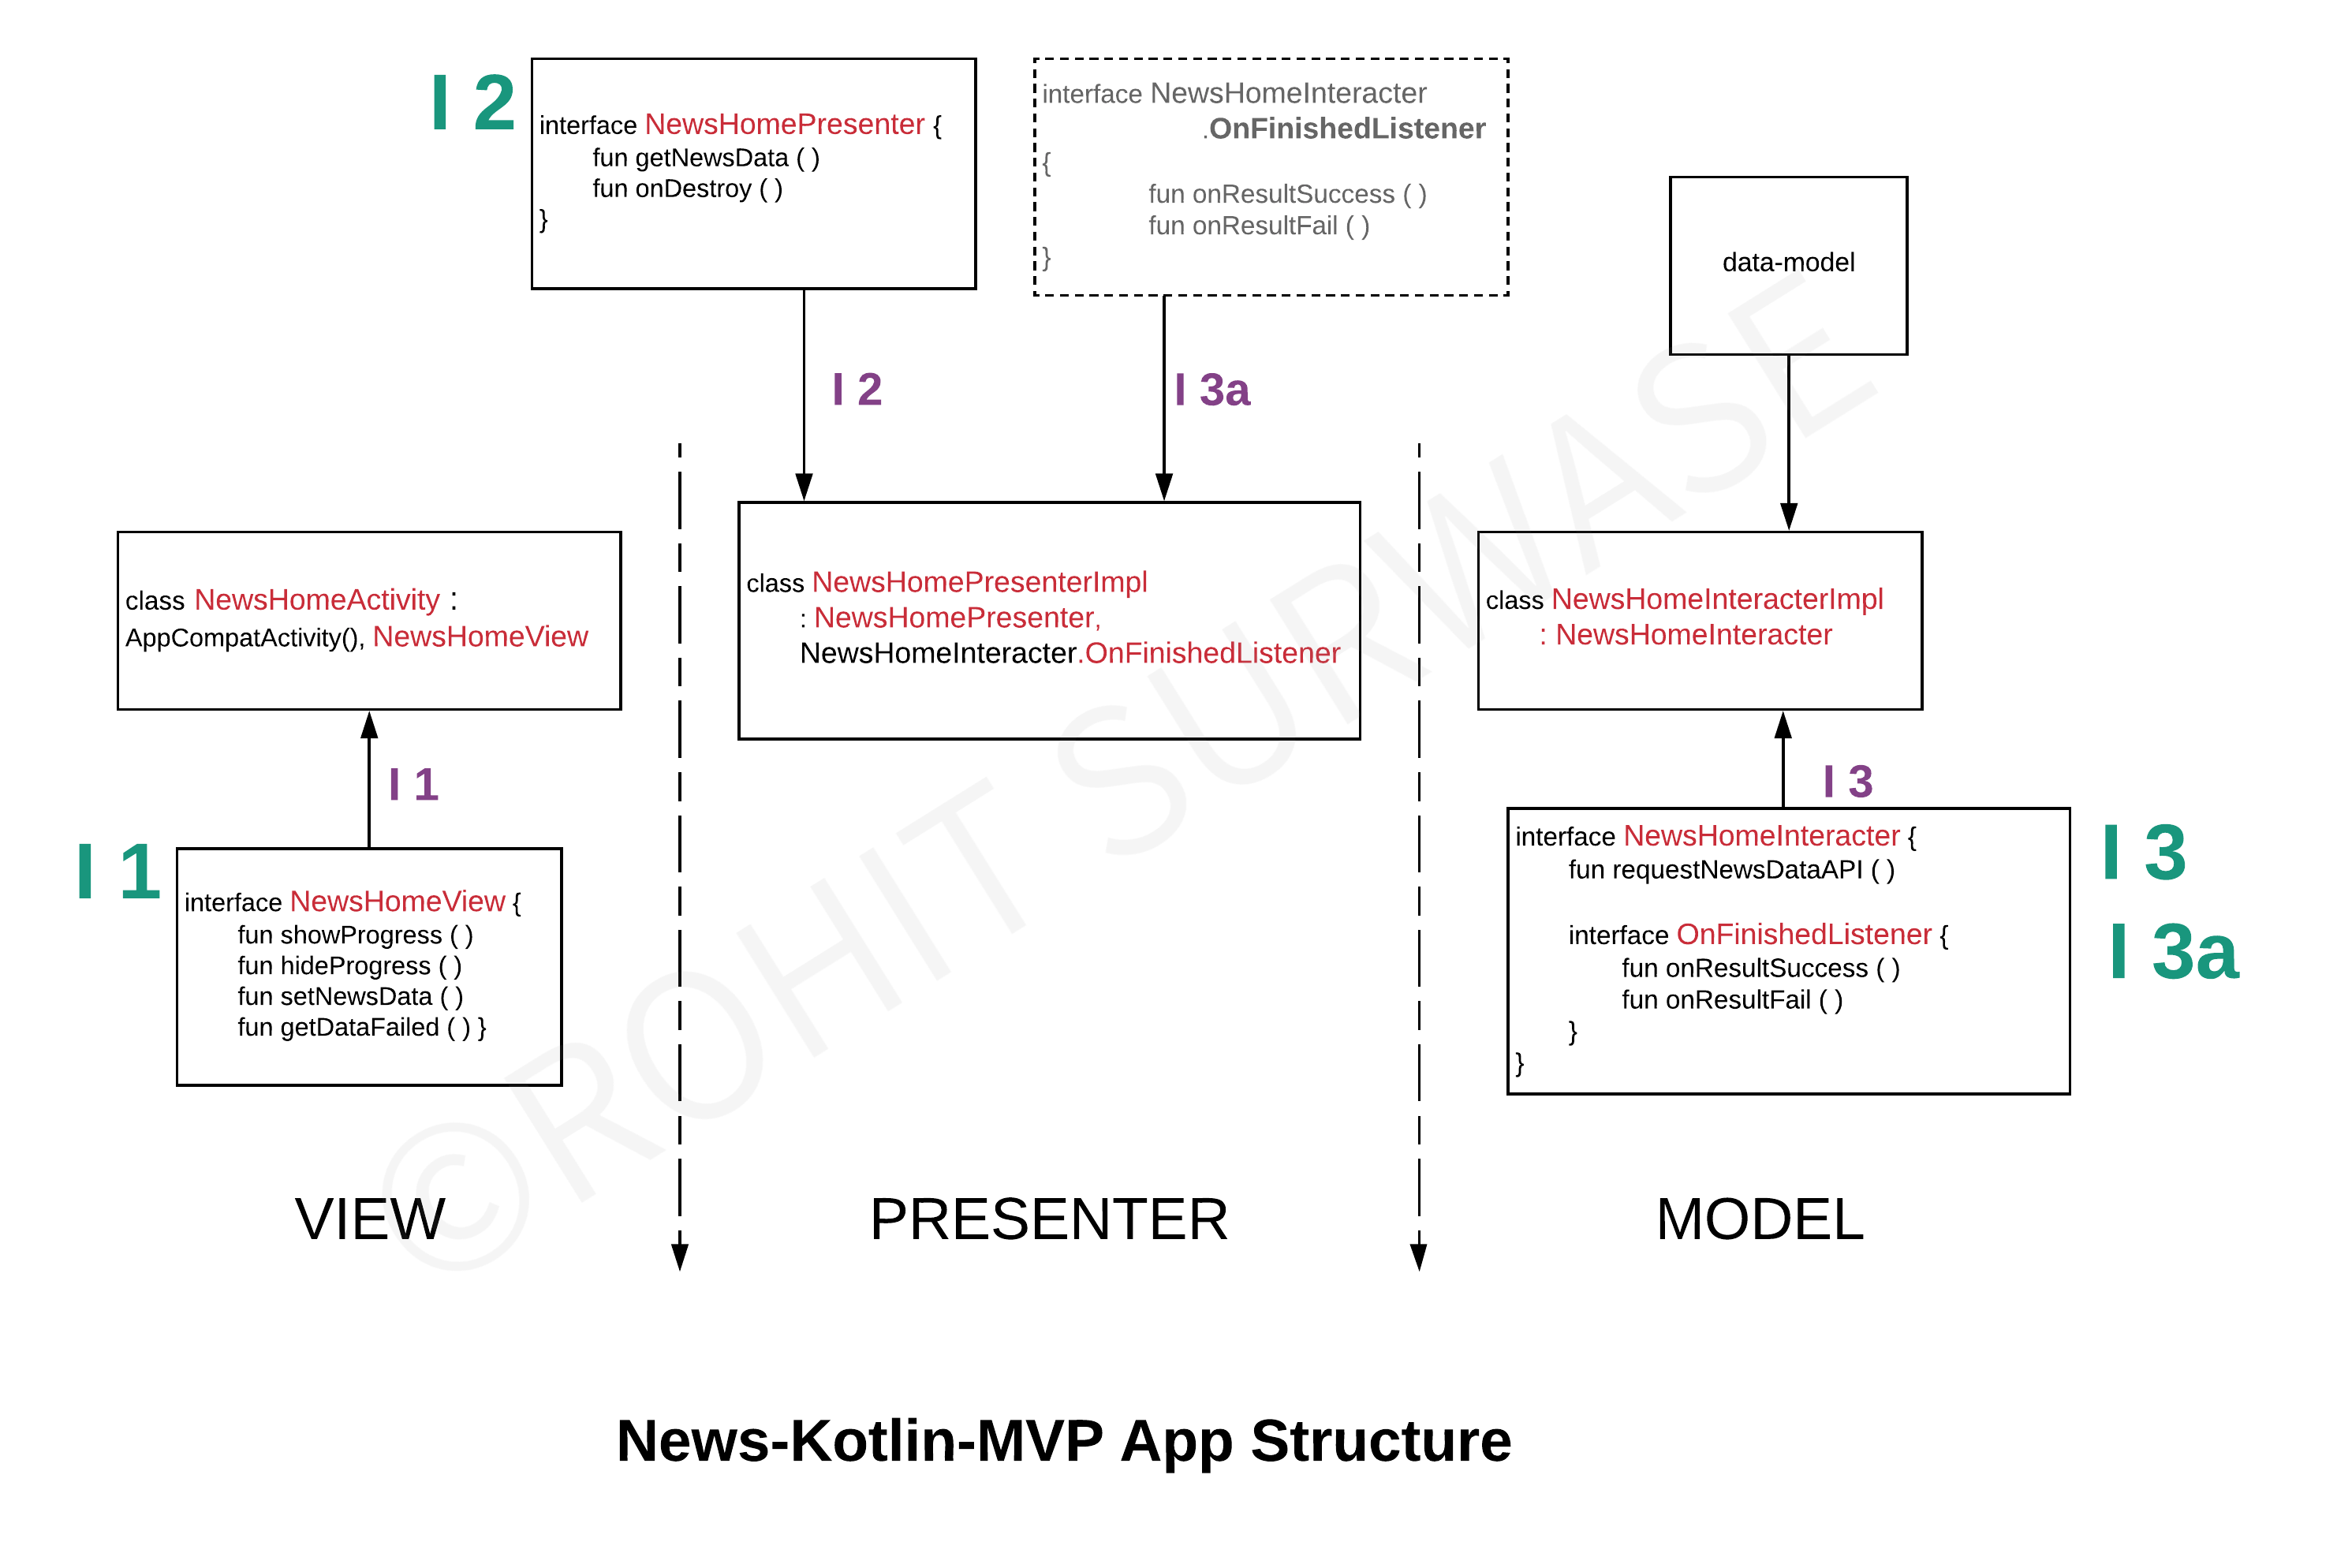 I 2
interface NewsHomePresenter {
fun getNewsData ( )
fun onDestroy ( )
}
interface NewsHomeInteracter
.OnFinishedListener
{
fun onResultSuccess ( )
fun onResultFail ( )
}
data-model
I 2
I 3a
class NewsHomeActivity :
AppCompatActivity(), NewsHomeView
class NewsHomePresenterImpl
: NewsHomePresenter,
NewsHomeInteracter.OnFinishedListener
class NewsHomeInteracterImpl
: NewsHomeInteracter
I 1
I 3
I 1
interface NewsHomeView {
fun showProgress ( )
fun hideProgress ( )
fun setNewsData ( )
fun getDataFailed ( ) }
interface NewsHomeInteracter {
fun requestNewsDataAPI ( )
interface OnFinishedListener {
fun onResultSuccess ( )
fun onResultFail ( )
}
}
I 3
I 3a
©ROHIT SURWASE
VIEW
PRESENTER
MODEL
News-Kotlin-MVP App Structure